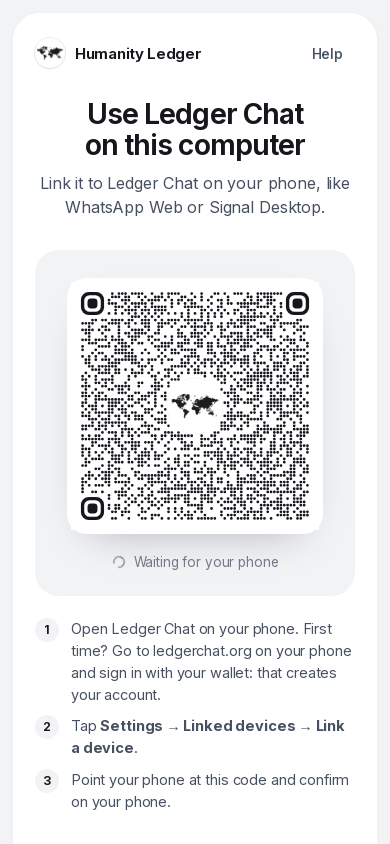 Humanity Ledger
Help
Use Ledger Chat
on this computer
Link it to Ledger Chat on your phone, like
WhatsApp Web or Signal Desktop.
Waiting for your phone
1 Open Ledger Chat on your phone. First
time? Go to ledgerchat.org on your phone
and sign in with your wallet: that creates
your account.
2 Tap Settings → Linked devices → Link
a device.
3 Point your phone at this code and confirm
on your phone.